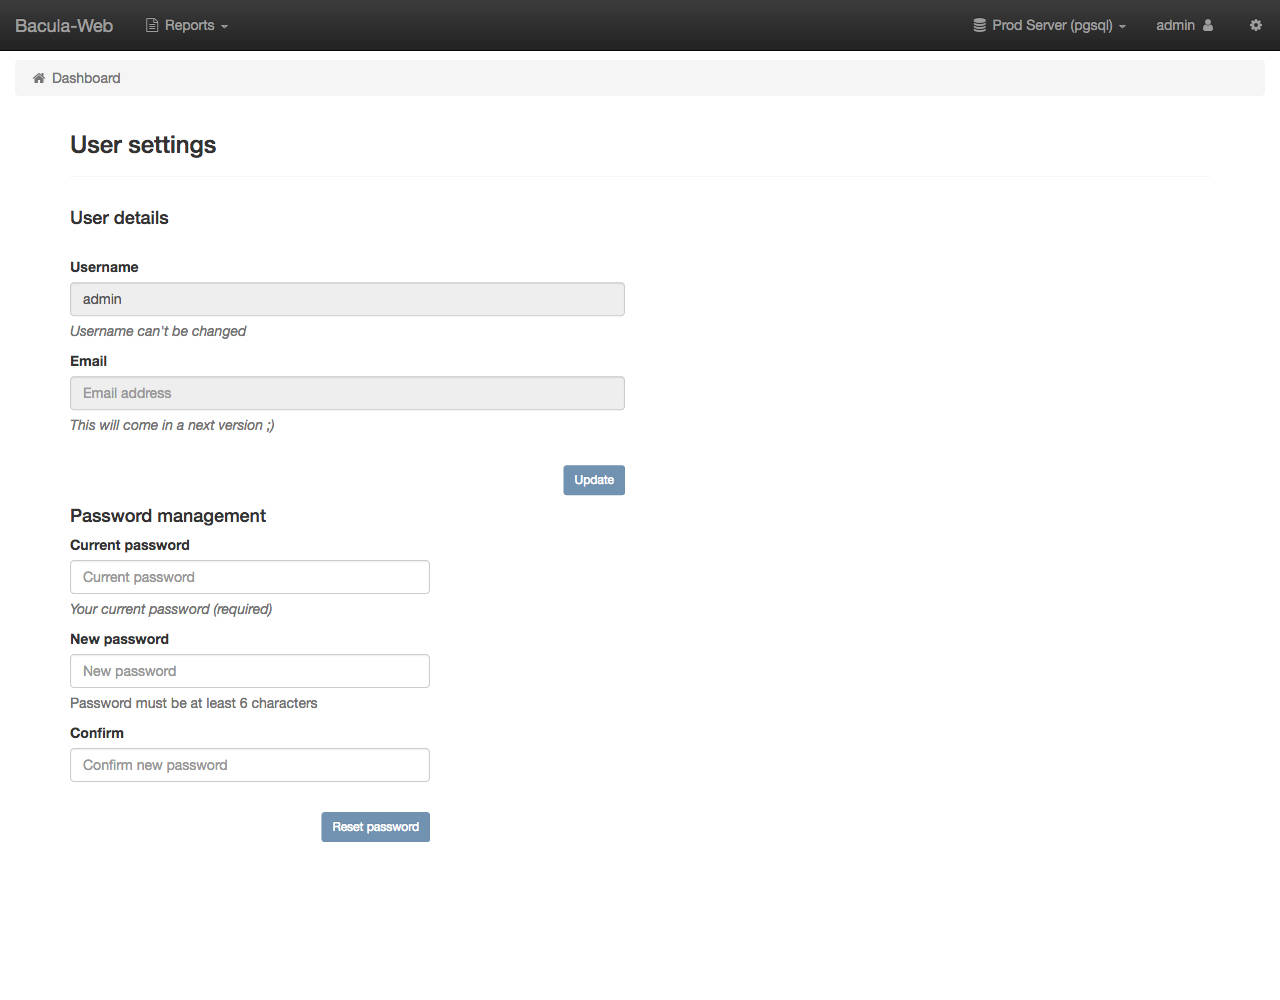 Bacula-Web Reports Prod Server (pgsql) admin
Dashboard
User settings
User details
Username
admin
Username can't be changed
Email
Email address
This will come in a next version ;)
Update
Password management
Current password
Current password
Your current password (required)
New password
New password
Password must be at least 6 characters
Confirm
Confirm new password
Reset password